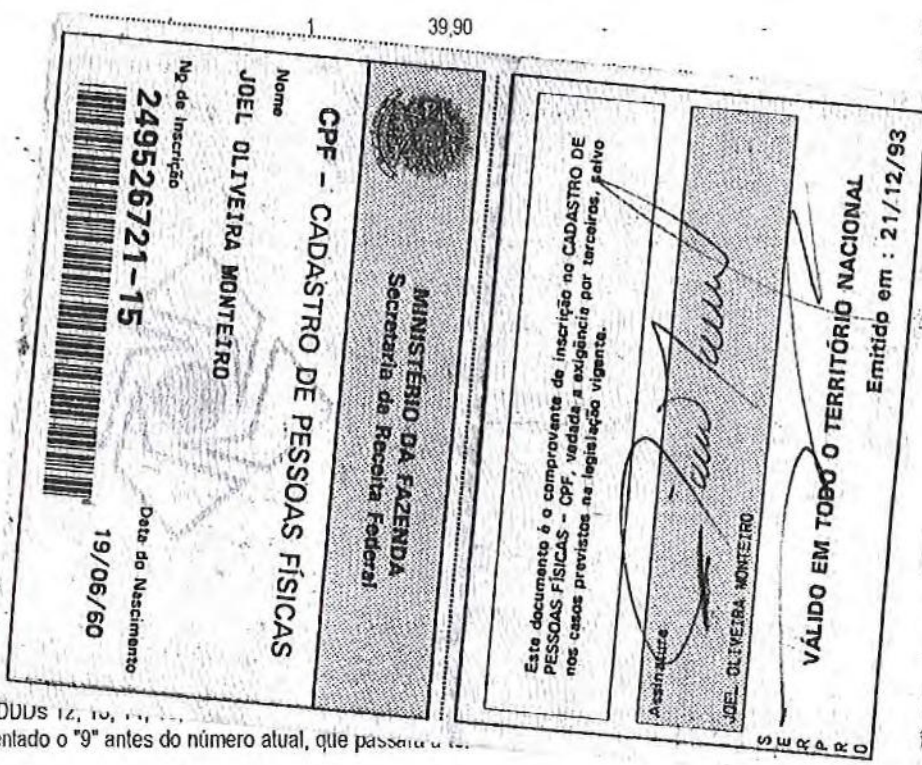 1 39,90
MINISTÉRIO DA FAZENDA
Secretaria da Receita Federal
CPF - CADASTRO DE PESSOAS FÍSICAS
Nome
JOEL OLIVEIRA MONTEIRO
Nº de Inscrição
249526721-15
Data do Nascimento
19/06/60
Este documento é o comprovante de inscrição no CADASTRO DE
PESSOAS FÍSICAS - CPF, vedada a exigência por terceiros, salvo
nos casos previstos na legislação vigente.
Assinatura
JOEL OLIVEIRA MONTEIRO
VALIDO EM TODO O TERRITÓRIO NACIONAL
Emitido em : 21/12/93
SERPRO
12,
entado o "9" antes do número atual, que passará a